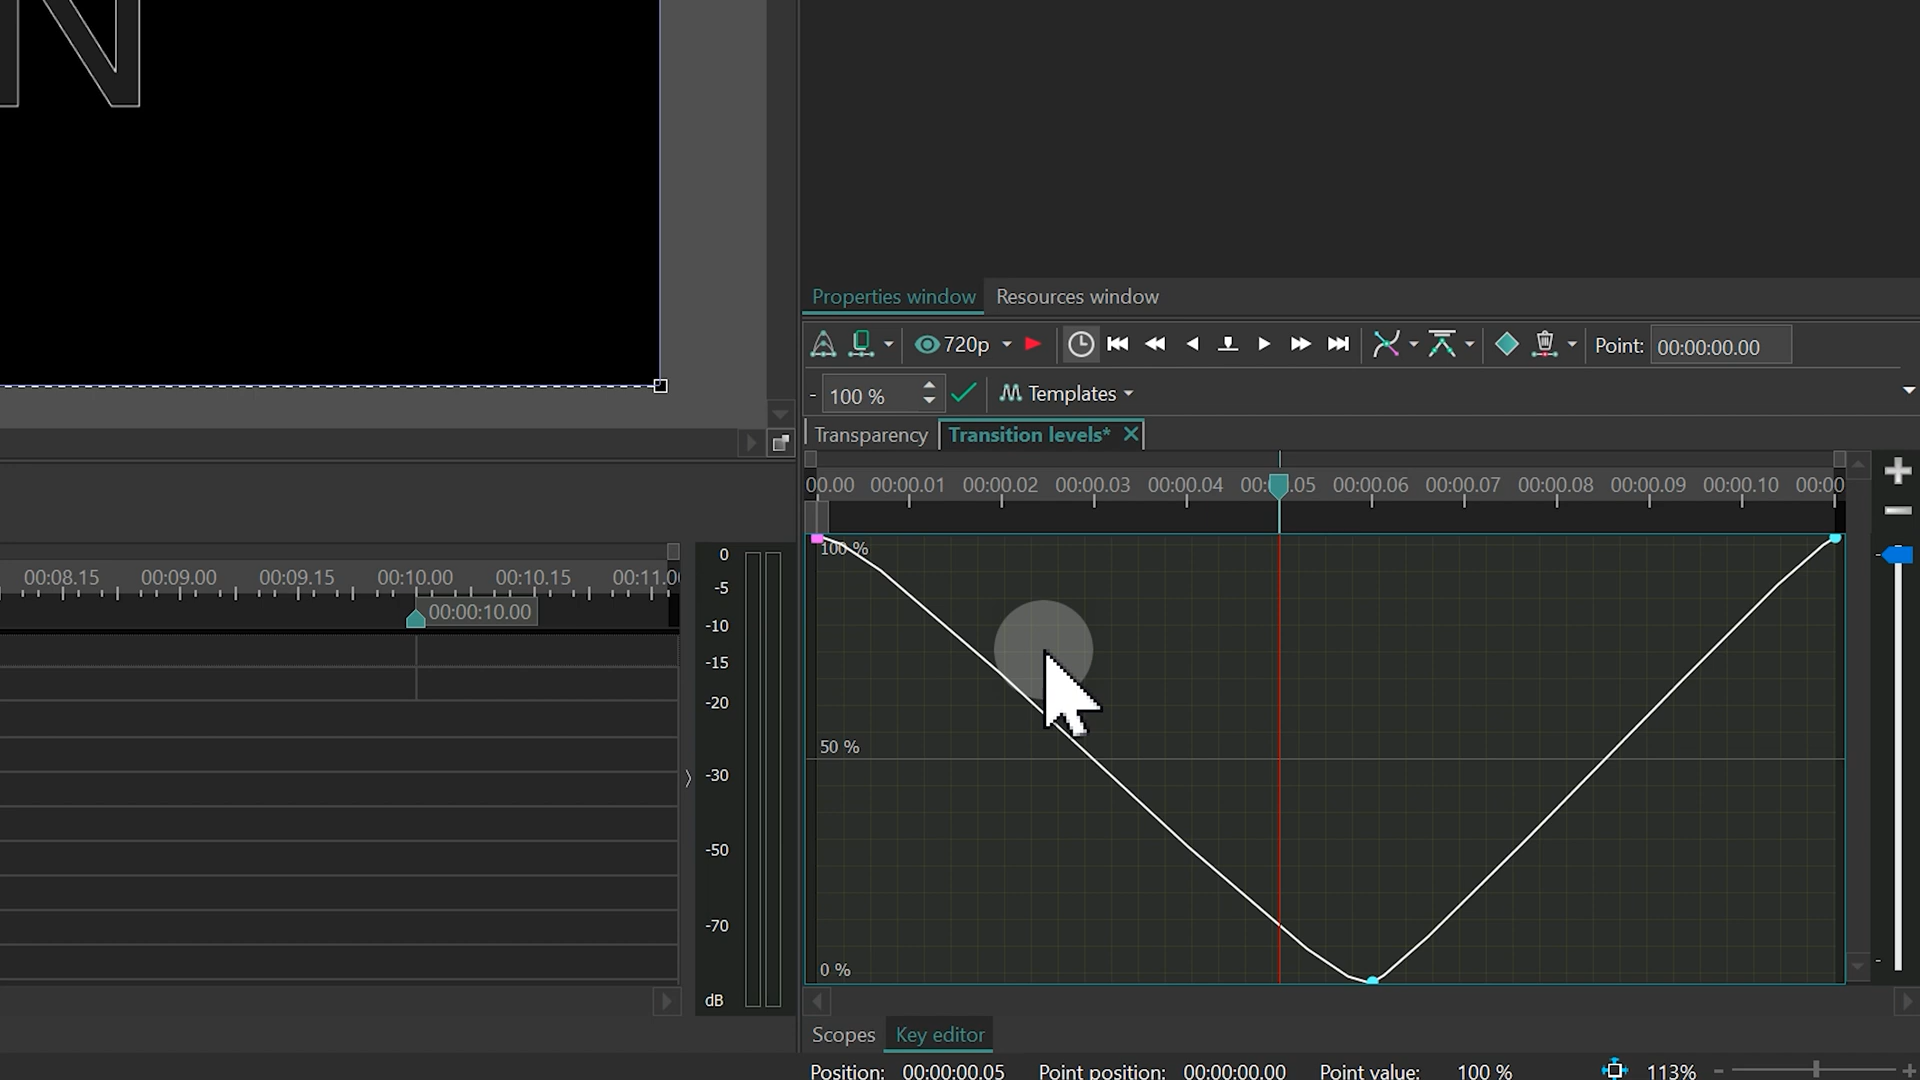 N
Properties window Resources window
720p Point: 00:00:00.00
- 100 % Templates
Transparency Transition levels*
00.00 00:00.01 00:00.02 00:00.03 00:00.04 00:00.05 00:00.06 00:00.07 00:00.08 00:00.09 00:00.10 00:00
100 %
50 %
0 %
00:08.15 00:09.00 00:09.15 00:10.00 00:10.15 00:11.0
00:00:10.00
0
-5
-10
-15
-20
-30
-50
-70
dB
Scopes Key editor
Position: 00:00:00.05 Point position: 00:00:00.00 Point value: 100 % 113%